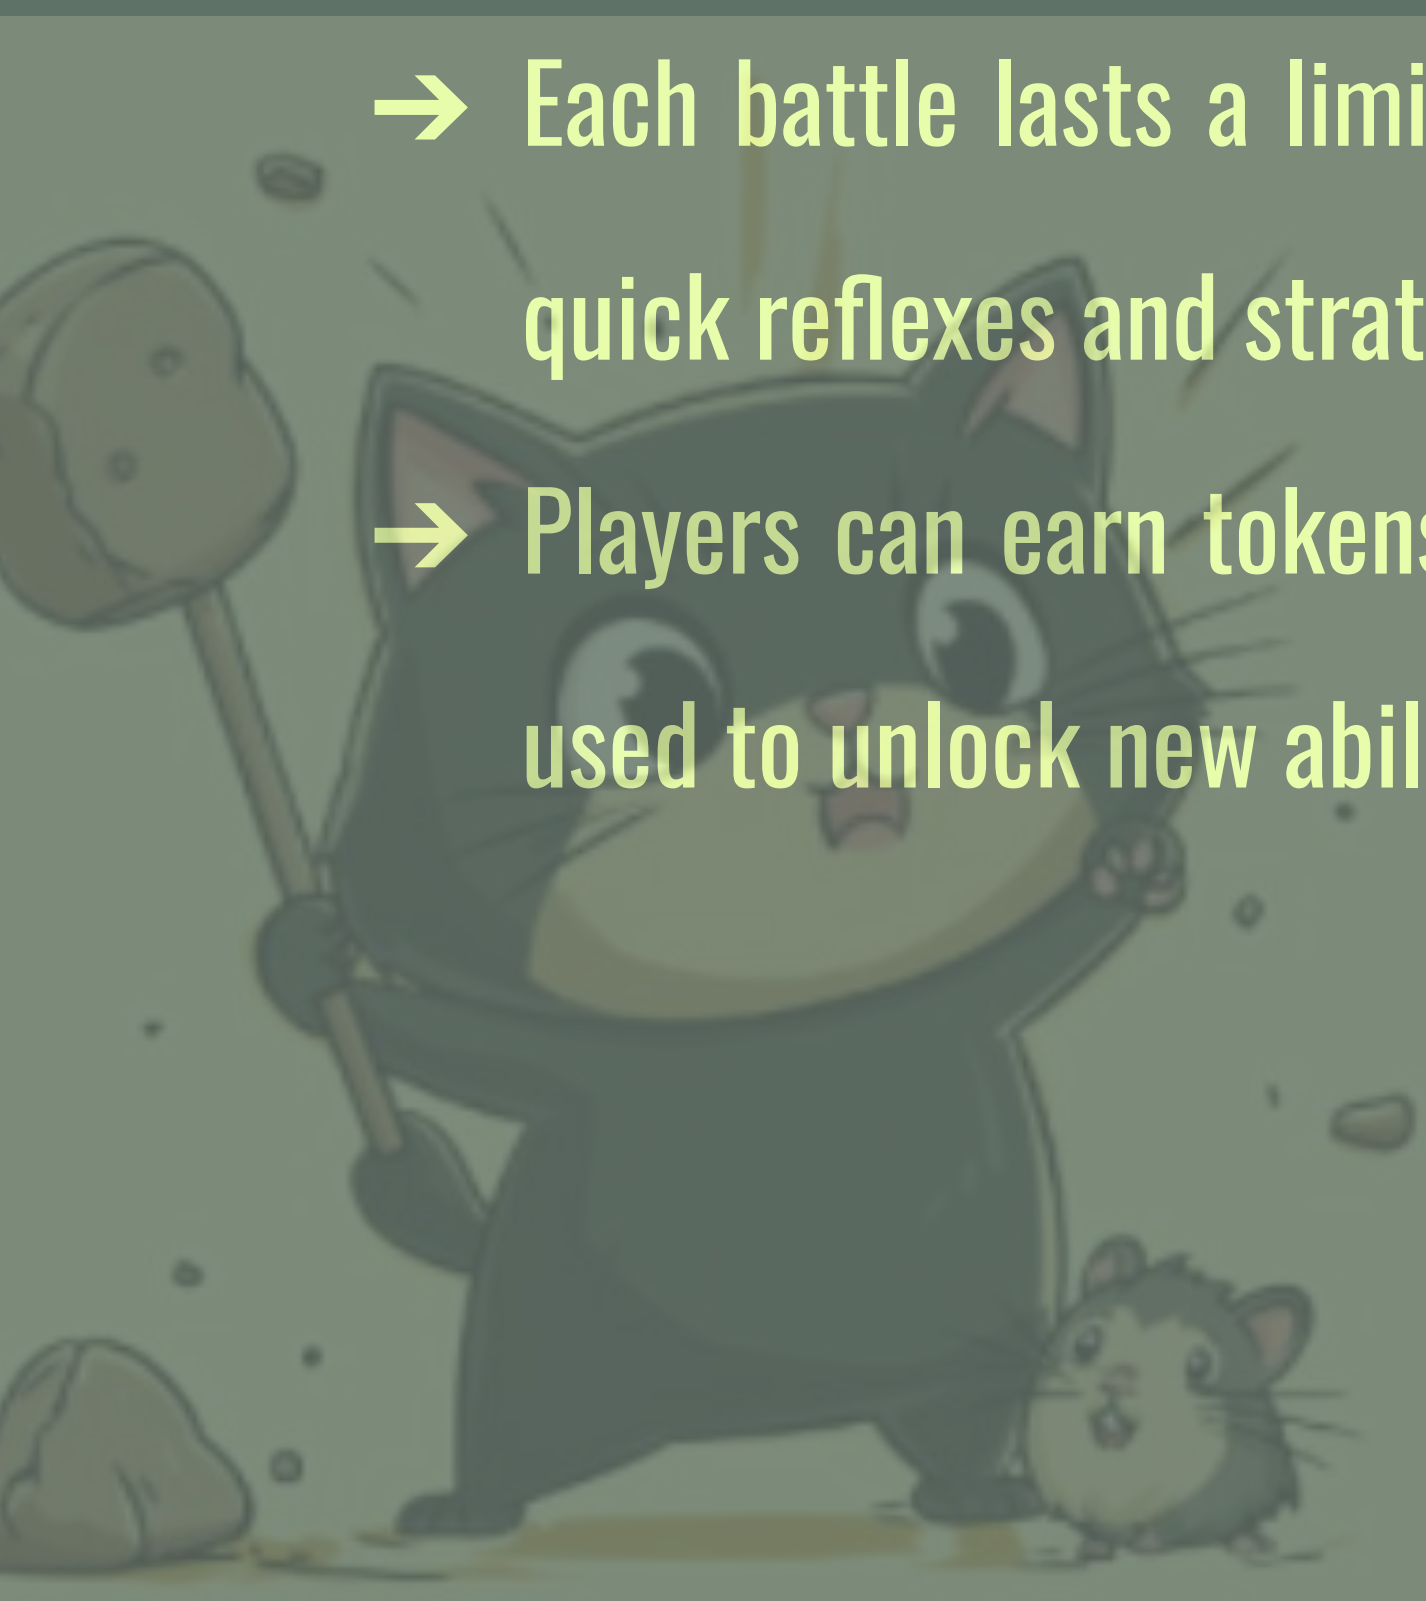 ➔ Each battle lasts a limi
quick reflexes and strat
➔ Players can earn tokens
used to unlock new abil